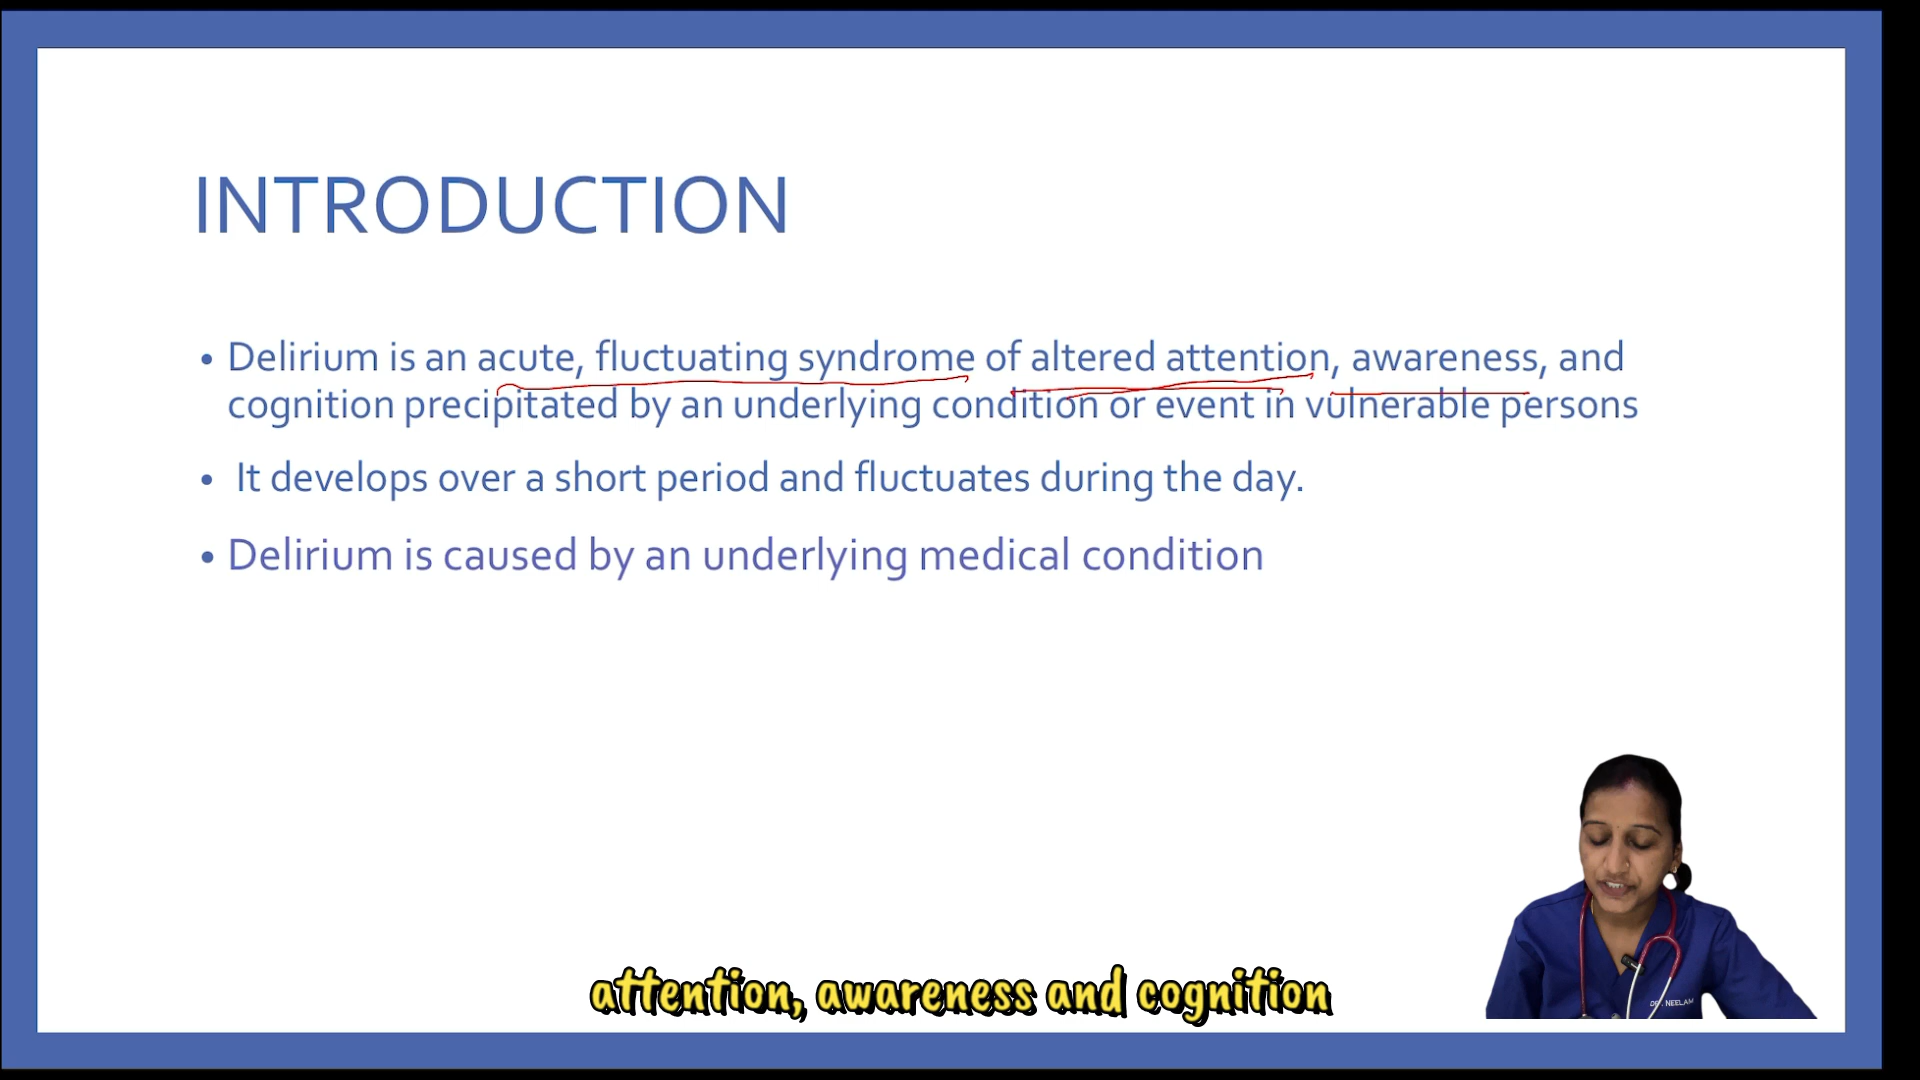 INTRODUCTION
• Delirium is an acute, fluctuating syndrome of altered attention, awareness, and
cognition precipitated by an underlying condition or event in vulnerable persons
• It develops over a short period and fluctuates during the day.
• Delirium is caused by an underlying medical condition
DR. NEELAM
attention, awareness and cognition